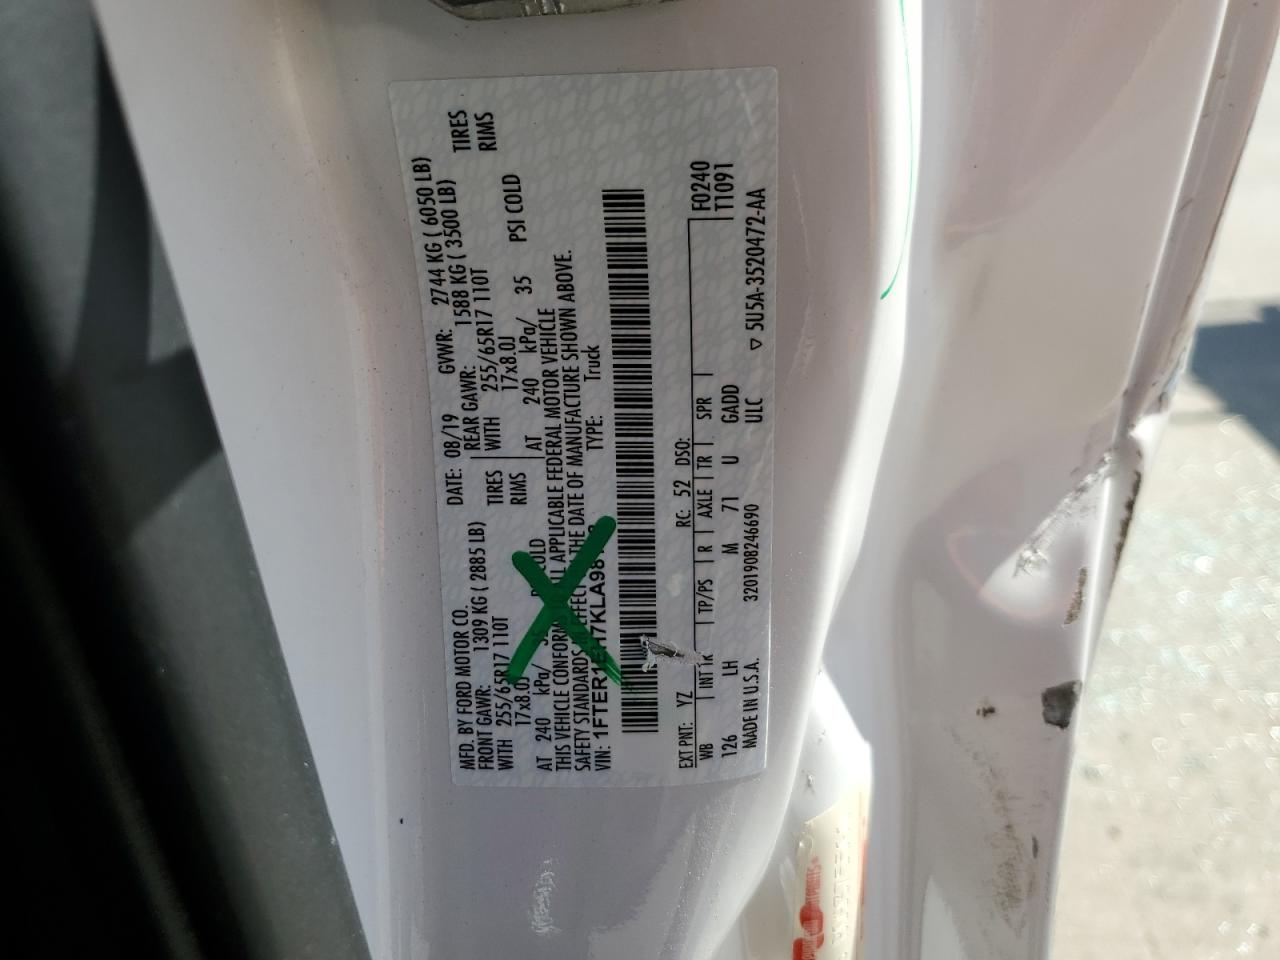 MFD. BY FORD MOTOR CO. DATE: 08/19 GVWR: 2744 KG ( 6050 LB)
FRONT GAWR: 1309 KG ( 2885 LB) REAR GAWR: 1588 KG ( 3500 LB)
WITH 255/65R17 110T TIRES WITH 255/65R17 110T TIRES
17x8.0J RIMS 17x8.0J RIMS
AT 240 kPa/ AT 240 kPa/ 35 PSI COLD
THIS VEHICLE CONFORMS ALL APPLICABLE FEDERAL MOTOR VEHICLE
SAFETY STANDARDS THE DATE OF MANUFACTURE SHOWN ABOVE.
VIN: TYPE: Truck
EXT PNT: YZ RC: 52 DSO: F0240
WB INT TR TP/PS R AXLE TR SPR T1091
126 LH M 71 U GADD
MADE IN U.S.A. 3201908246690 ULC ▽ 5U5A-3520472-AA